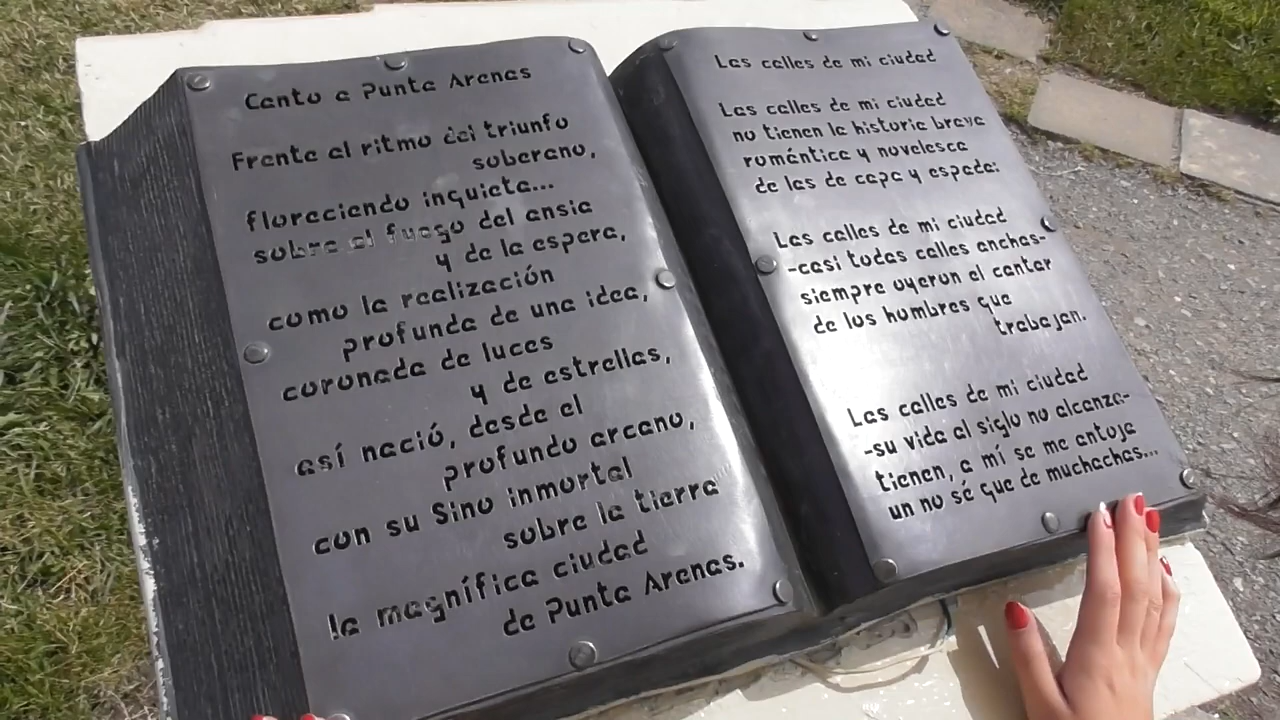 Canto a Punta Arenas
Frente al ritmo del triunfo
soberano,
floreciendo inquieta...
sobre el fuego del ansia
y de la espera,
como la realización
profunda de una idea,
coronada de luces
y de estrellas,
así nació, desde el
profundo arcano,
con su Sino inmortal
sobre la tierra
la magnífica ciudad
de Punta Arenas.
Las calles de mi ciudad
Las calles de mi ciudad
no tienen la historia brava
romántica y novelesca
de las de capa y espada:
Las calles de mi ciudad
-casi todas calles anchas-
siempre oyeron el cantar
de los hombres que
trabajan.
Las calles de mi ciudad
-su vida al siglo no alcanza-
tienen, a mí se me antoja
un no sé que de muchachas...